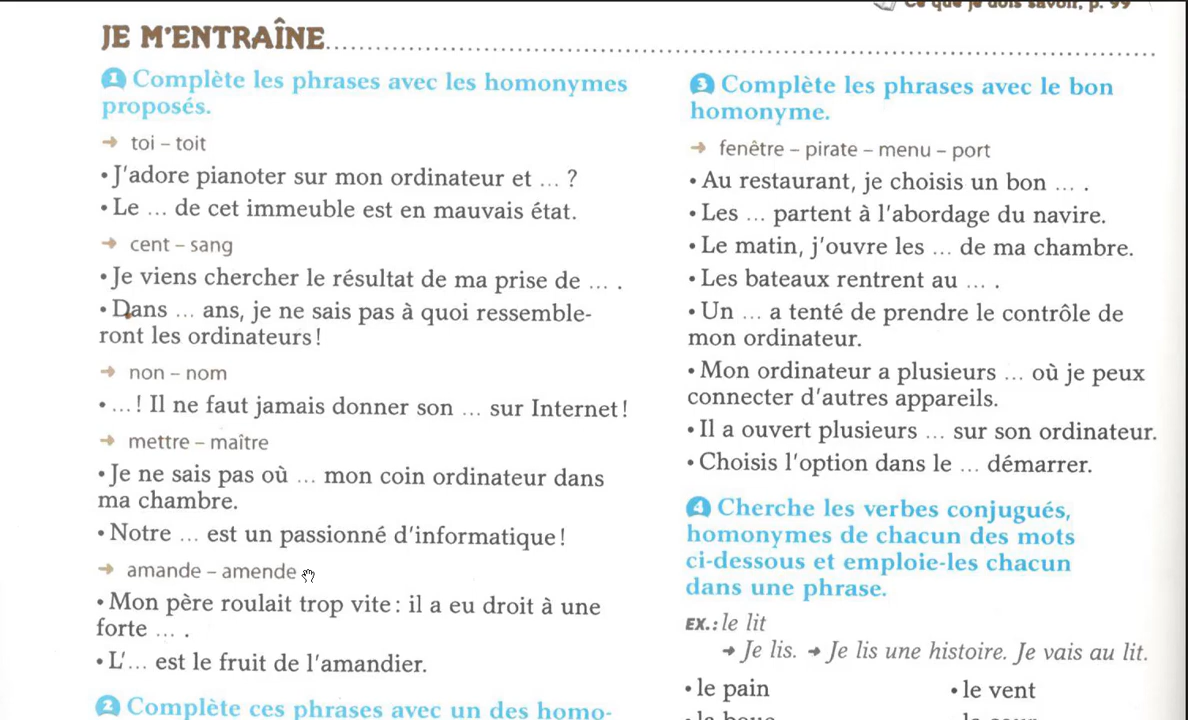 Ce que je dois savoir, p. 99
JE M'ENTRAÎNE
1 Complète les phrases avec les homonymes
proposés.
→ toi – toit
• J'adore pianoter sur mon ordinateur et ... ?
• Le ... de cet immeuble est en mauvais état.
→ cent – sang
• Je viens chercher le résultat de ma prise de ... .
• Dans ... ans, je ne sais pas à quoi ressemble-
ront les ordinateurs !
→ non – nom
• ... ! Il ne faut jamais donner son ... sur Internet !
→ mettre – maître
• Je ne sais pas où ... mon coin ordinateur dans
ma chambre.
• Notre ... est un passionné d'informatique !
→ amande – amende
• Mon père roulait trop vite : il a eu droit à une
forte ... .
• L'... est le fruit de l'amandier.
2 Complète ces phrases avec un des homo-
3 Complète les phrases avec le bon
homonyme.
→ fenêtre – pirate – menu – port
• Au restaurant, je choisis un bon ... .
• Les ... partent à l'abordage du navire.
• Le matin, j'ouvre les ... de ma chambre.
• Les bateaux rentrent au ... .
• Un ... a tenté de prendre le contrôle de
mon ordinateur.
• Mon ordinateur a plusieurs ... où je peux
connecter d'autres appareils.
• Il a ouvert plusieurs ... sur son ordinateur.
• Choisis l'option dans le ... démarrer.
4 Cherche les verbes conjugués,
homonymes de chacun des mots
ci-dessous et emploie-les chacun
dans une phrase.
EX.: le lit
→ Je lis. → Je lis une histoire. Je vais au lit.
• le pain
• le vent